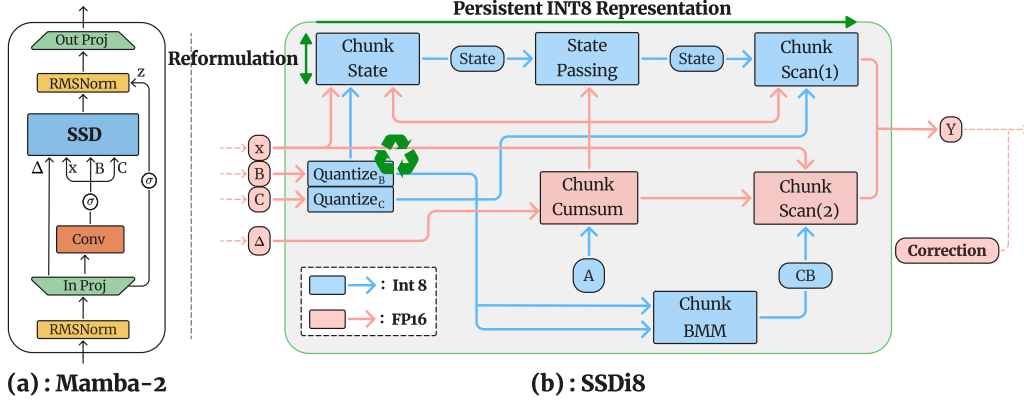 Persistent INT8 Representation
Out Proj
RMSNorm
z
SSD
Δ
x
B
C
σ
σ
Conv
In Proj
RMSNorm
(a) : Mamba-2
Reformulation
Chunk
State
State
State
Passing
State
Chunk
Scan(1)
x
B
C
Δ
Quantize_B
Quantize_C
Chunk
Cumsum
Chunk
Scan(2)
Y
Correction
A
CB
Chunk
BMM
: Int 8
: FP16
(b) : SSDi8